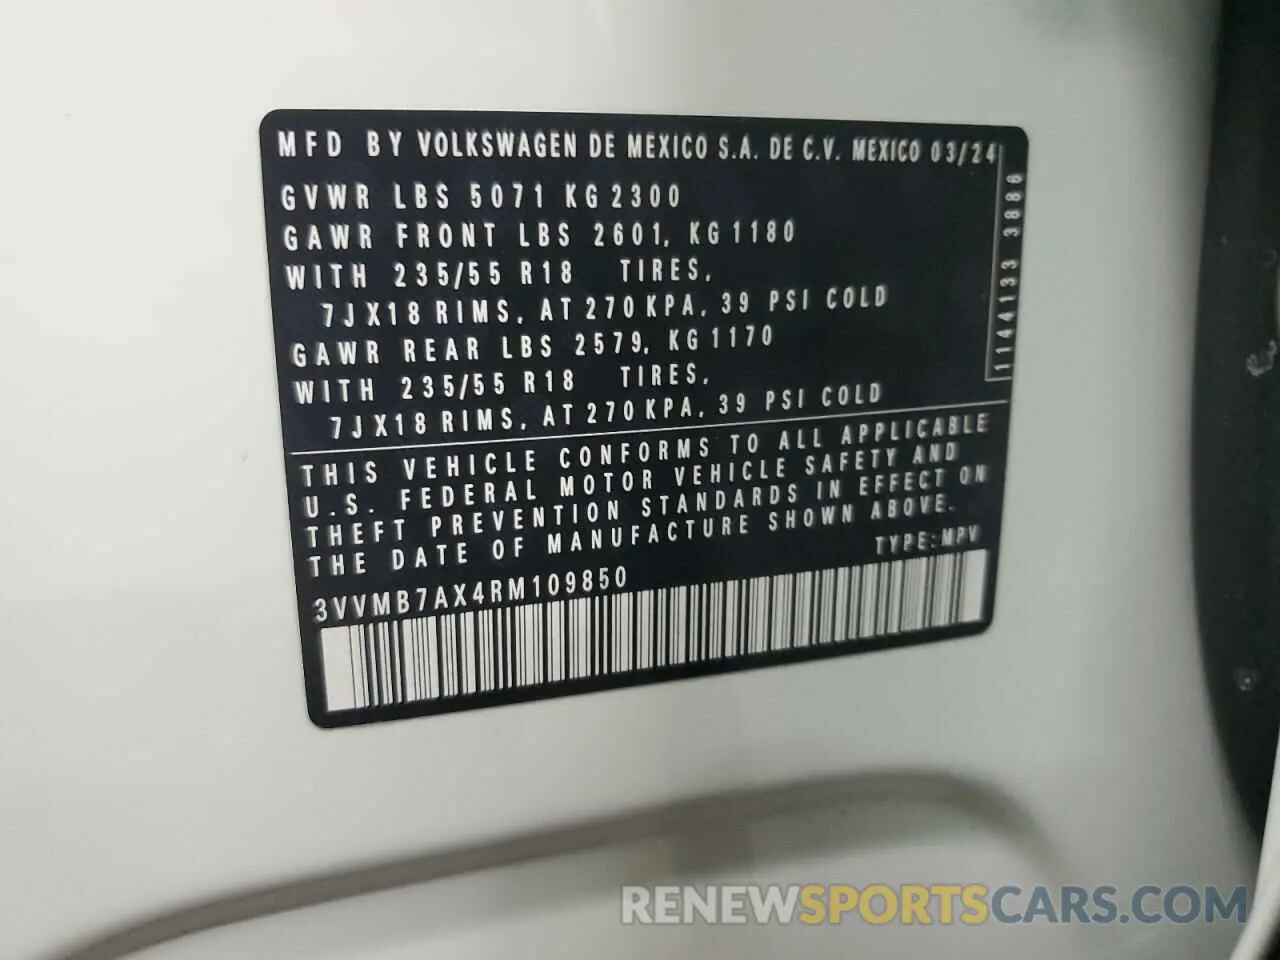 MFD BY VOLKSWAGEN DE MEXICO S.A. DE C.V. MEXICO 03/24
GVWR LBS 5071 KG 2300
GAWR FRONT LBS 2601, KG 1180
WITH 235/55 R18 TIRES,
7JX18 RIMS, AT 270 KPA, 39 PSI COLD
GAWR REAR LBS 2579, KG 1170
WITH 235/55 R18 TIRES,
7JX18 RIMS, AT 270 KPA, 39 PSI COLD
1144133 3886
THIS VEHICLE CONFORMS TO ALL APPLICABLE
U.S. FEDERAL MOTOR VEHICLE SAFETY AND
THEFT PREVENTION STANDARDS IN EFFECT ON
THE DATE OF MANUFACTURE SHOWN ABOVE.
TYPE:MPV
3VVMB7AX4RM109850
RENEWSPORTSCARS.COM